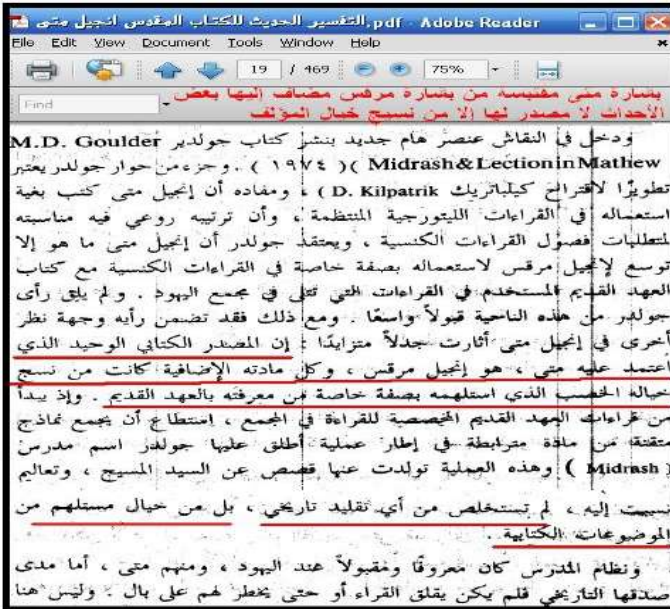 التفسير الحديث للكتاب المقدس انجيل متى.pdf - Adobe Reader
File Edit View Document Tools Window Help
19 / 469 75%
Find
بشارة متى مقتبسه من بشارة مرقس مضاف إليها بعض
الأحداث لا مصدر لها إلا من نسيج خيال المؤلف
ودخل في النقاش عنصر هام جديد بنشر كتاب جولدير M.D. Goulder
Midrash & Lection in Mathew )( ١٩٧٤ ) . وجزء من حوار جولدر يعتبر
تطويرًا لاقتراح كيلباتريك D. Kilpatrik ) ، ومفاده أن إنجيل متى كتب بغية
استعماله في القراءات الليتورجية المنتظمة ، وأن ترتيبه روعي فيه مناسبته
لمتطلبات فصول القراءات الكنسية ، ويعتقد جولدر أن إنجيل متى ما هو إلا
توسع لإنجيل مرقس لاستعماله بصفة خاصة في القراءات الكنسية مع كتاب
العهد القديم المستخدم في القراءات التي تتلى في مجمع اليهود . ولم يلق رأى
جولدر من هذه الناحية قبولاً واسعًا . ومع ذلك فقد تضمن رأيه وجهة نظر
أخرى في إنجيل متى أثارت جدلاً متزايدًا : إن المصدر الكتابي الوحيد الذي
اعتمد عليه متى ، هو إنجيل مرقس ، وكل مادته الإضافية كانت من نسج
خياله الخصب الذي استلهمه بصفة خاصة من معرفته بالعهد القديم . وإذ يبدأ
من قراءات العهد القديم المخصصة للقراءة في المجمع ، استطاع أن يجمع نماذج
متقنة من مادة مترابطة في إطار عملية أطلق عليها جولدر اسم مدرس
( Midrash ) وهذه العملية تولدت عنها قصص عن السيد المسيح ، وتعاليم
نسبت إليه ، لم تستخلص من أي تقليد تاريخي ، بل من خيال مستلهم من
الموضوعات الكتابية .
ونظام المدرس كان معروفًا ومقبولاً عند اليهود ، ومنهم متى ، أما مدى
صدقها التاريخي فلم يكن يقلق القراء أو حتى يخطر لهم على بال . وليس هنا